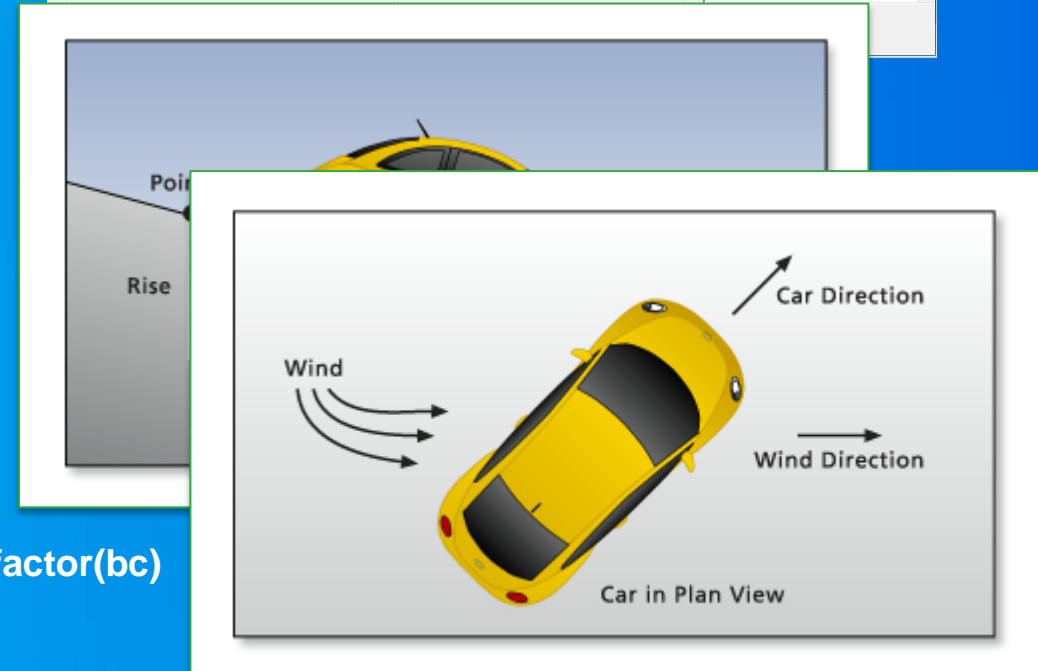 Rise
Car Direction
Wind
Wind Direction
factor(bc)
Car in Plan View